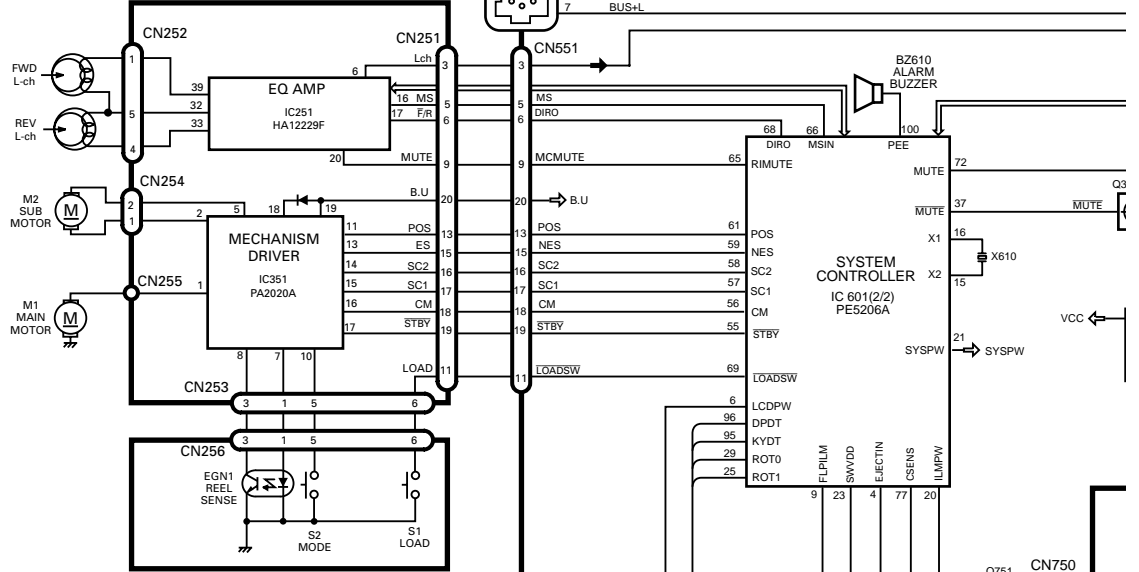 7 BUS+L
CN252
CN251
CN551
1
5
4
FWD
L-ch
REV
L-ch
39
32
33
EQ AMP
IC251
HA12229F
6
Lch
3
3
16 MS
5
5
MS
17 F/R
6
6
DIRO
20
MUTE
9
9
MCMUTE
BZ610
ALARM
BUZZER
68
66
100
DIRO
MSIN
PEE
65
RIMUTE
MUTE
72
MUTE
37
MUTE
Q3
X1
16
X2
15
X610
CN254
M2
SUB
MOTOR
M
2
1
2
5
18
19
B.U
20
20
B.U
MECHANISM
DRIVER
IC351
PA2020A
11
POS
13
13
POS
61
POS
13
ES
15
15
NES
59
NES
14
SC2
16
16
SC2
58
SC2
15
SC1
17
17
SC1
57
SC1
16
CM
18
18
CM
56
CM
17
STBY
19
19
STBY
55
STBY
SYSTEM
CONTROLLER
IC 601(2/2)
PE5206A
CN255
1
M1
MAIN
MOTOR
M
VCC
SYSPW
21
SYSPW
8
7
10
LOAD
11
11
LOADSW
69
LOADSW
CN253
3
1
5
6
6
LCDPW
96
DPDT
95
KYDT
29
ROT0
25
ROT1
3
1
5
6
CN256
EGN1
REEL
SENSE
S2
MODE
S1
LOAD
FLPILM
SWVDD
EJECTIN
CSENS
ILMPW
9
23
4
77
20
CN750